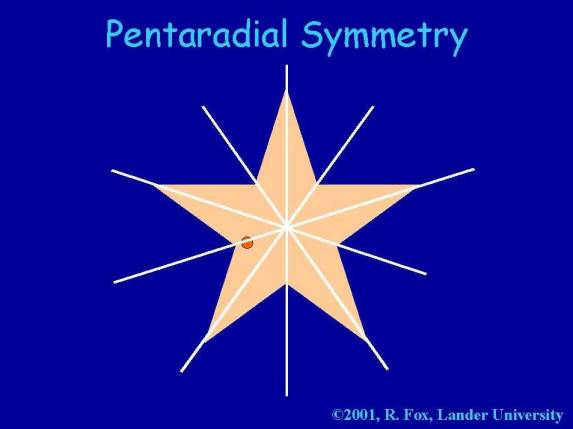 Pentaradial Symmetry
©2001, R. Fox, Lander University